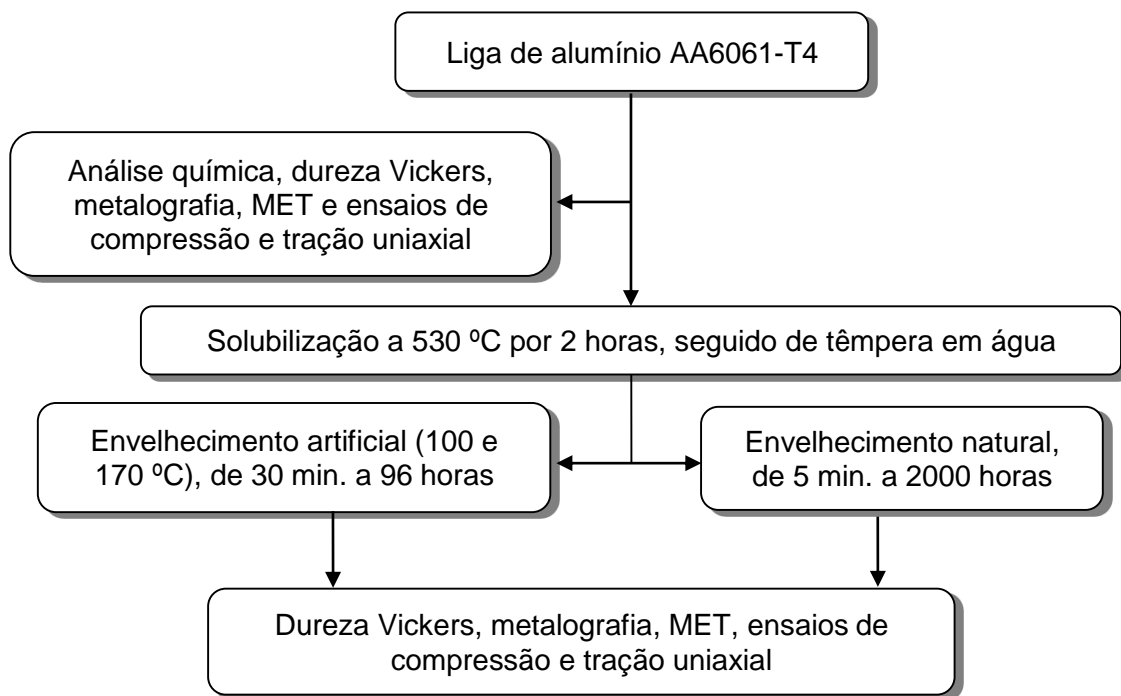 Liga de alumínio AA6061-T4
Análise química, dureza Vickers,
metalografia, MET e ensaios de
compressão e tração uniaxial
Solubilização a 530 ºC por 2 horas, seguido de têmpera em água
Envelhecimento artificial (100 e
170 ºC), de 30 min. a 96 horas
Envelhecimento natural,
de 5 min. a 2000 horas
Dureza Vickers, metalografia, MET, ensaios de
compressão e tração uniaxial